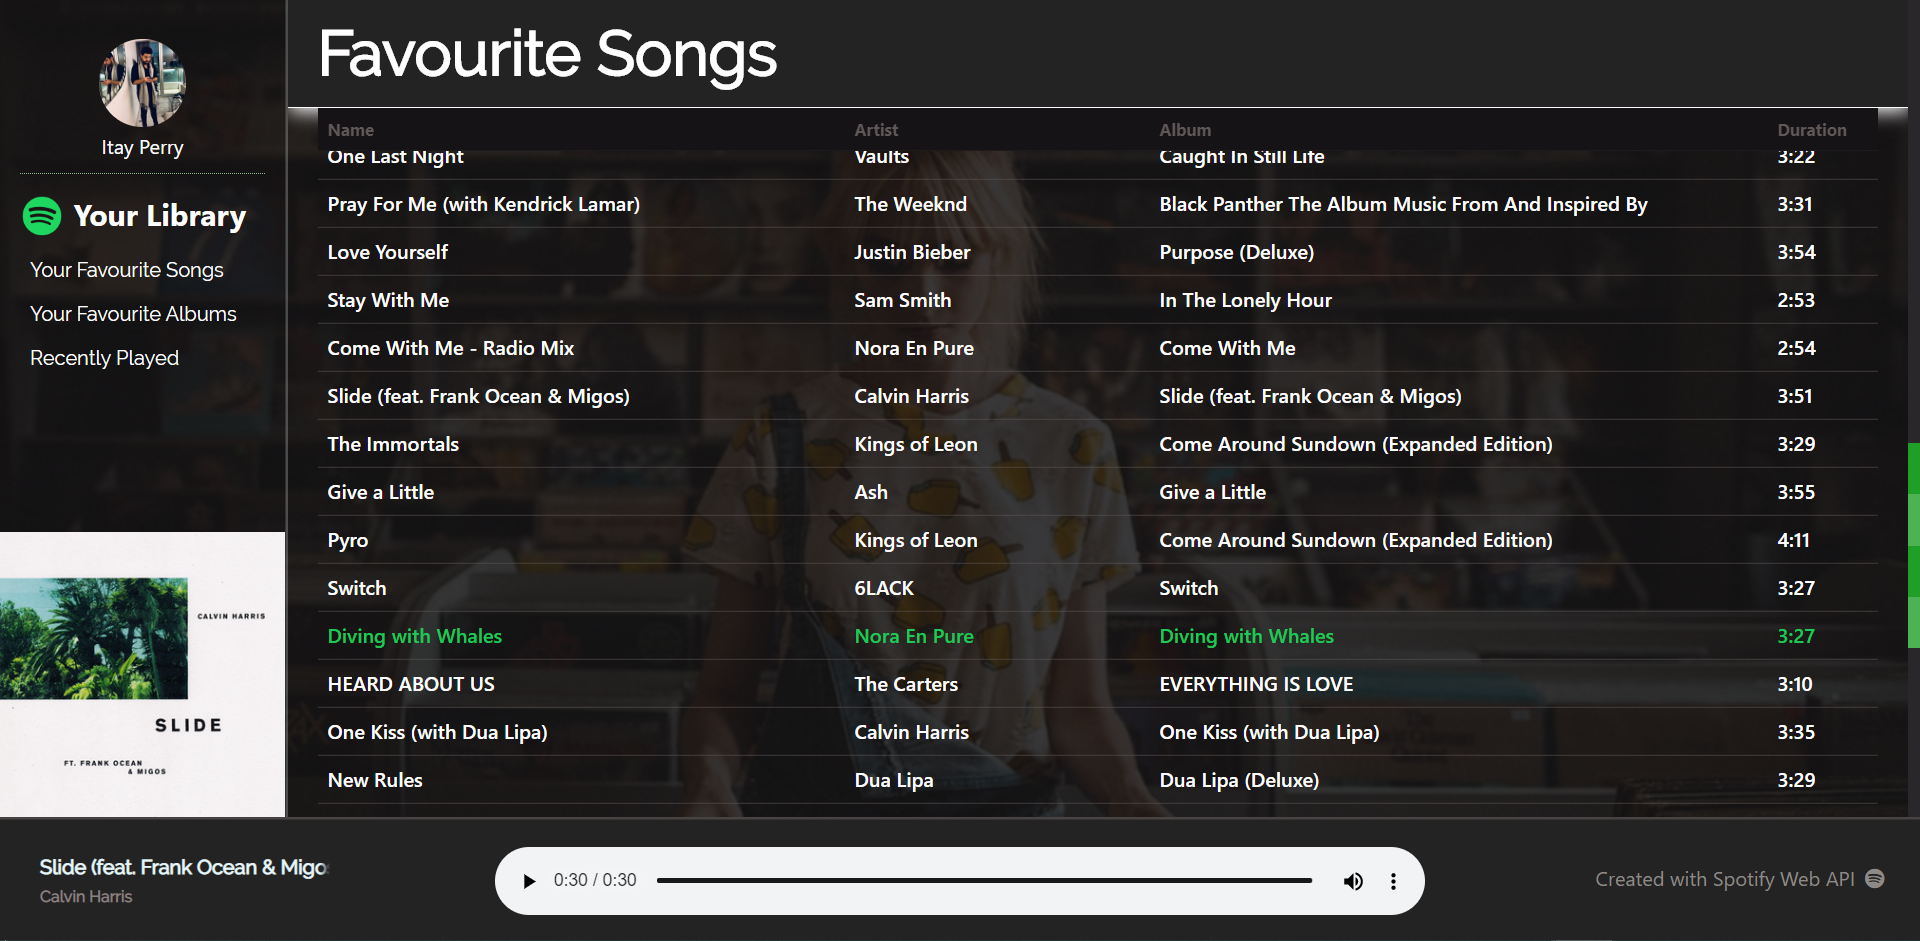 Itay Perry
Your Library
Your Favourite Songs
Your Favourite Albums
Recently Played
CALVIN HARRIS
SLIDE
FT. FRANK OCEAN
& MIGOS
Favourite Songs
Name Artist Album Duration
One Last Night Vaults Caught In Still Life 3:22
Pray For Me (with Kendrick Lamar) The Weeknd Black Panther The Album Music From And Inspired By 3:31
Love Yourself Justin Bieber Purpose (Deluxe) 3:54
Stay With Me Sam Smith In The Lonely Hour 2:53
Come With Me - Radio Mix Nora En Pure Come With Me 2:54
Slide (feat. Frank Ocean & Migos) Calvin Harris Slide (feat. Frank Ocean & Migos) 3:51
The Immortals Kings of Leon Come Around Sundown (Expanded Edition) 3:29
Give a Little Ash Give a Little 3:55
Pyro Kings of Leon Come Around Sundown (Expanded Edition) 4:11
Switch 6LACK Switch 3:27
Diving with Whales Nora En Pure Diving with Whales 3:27
HEARD ABOUT US The Carters EVERYTHING IS LOVE 3:10
One Kiss (with Dua Lipa) Calvin Harris One Kiss (with Dua Lipa) 3:35
New Rules Dua Lipa Dua Lipa (Deluxe) 3:29
Slide (feat. Frank Ocean & Migo
Calvin Harris
0:30 / 0:30
Created with Spotify Web API